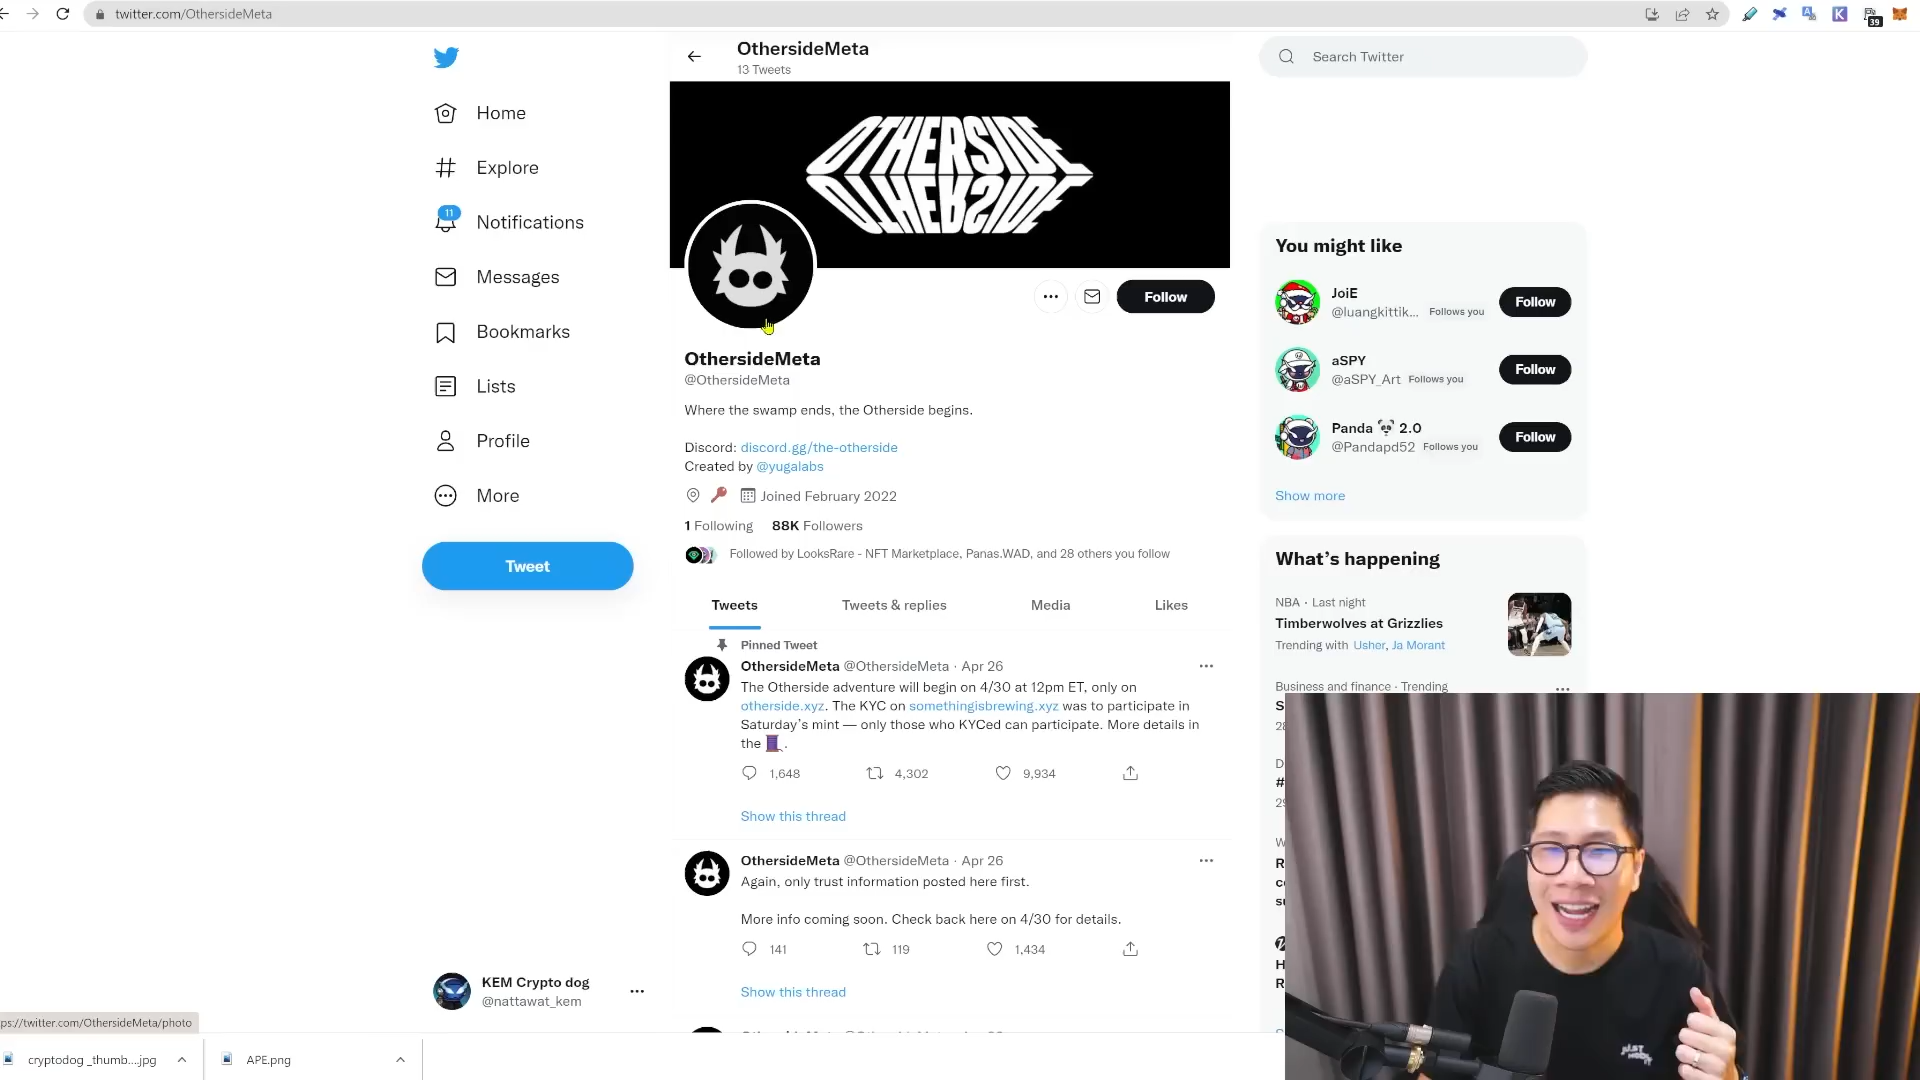 twitter.com/OthersideMeta
39
OthersideMeta
13 Tweets
Search Twitter
OTHERSIDE
OTHERSIDE
Home
Explore
11
Notifications
Messages
Bookmarks
Lists
Profile
More
Tweet
Follow
OthersideMeta
@OthersideMeta
Where the swamp ends, the Otherside begins.
Discord: discord.gg/the-otherside
Created by @yugalabs
Joined February 2022
1 Following 88K Followers
Followed by LooksRare - NFT Marketplace, Panas.WAD, and 28 others you follow
Tweets
Tweets & replies
Media
Likes
Pinned Tweet
OthersideMeta @OthersideMeta · Apr 26
The Otherside adventure will begin on 4/30 at 12pm ET, only on
otherside.xyz. The KYC on somethingisbrewing.xyz was to participate in
Saturday's mint — only those who KYCed can participate. More details in
the 🧵.
1,648
4,302
9,934
Show this thread
OthersideMeta @OthersideMeta · Apr 26
Again, only trust information posted here first.
More info coming soon. Check back here on 4/30 for details.
141
119
1,434
Show this thread
You might like
JoiE
@luangkittik... Follows you
Follow
aSPY
@aSPY_Art Follows you
Follow
Panda 🐼 2.0
@Pandapd52 Follows you
Follow
Show more
What's happening
NBA · Last night
Timberwolves at Grizzlies
Trending with Usher, Ja Morant
Business and finance · Trending
KEM Crypto dog
@nattawat_kem
ps://twitter.com/OthersideMeta/photo
cryptodog _thumb....jpg
APE.png